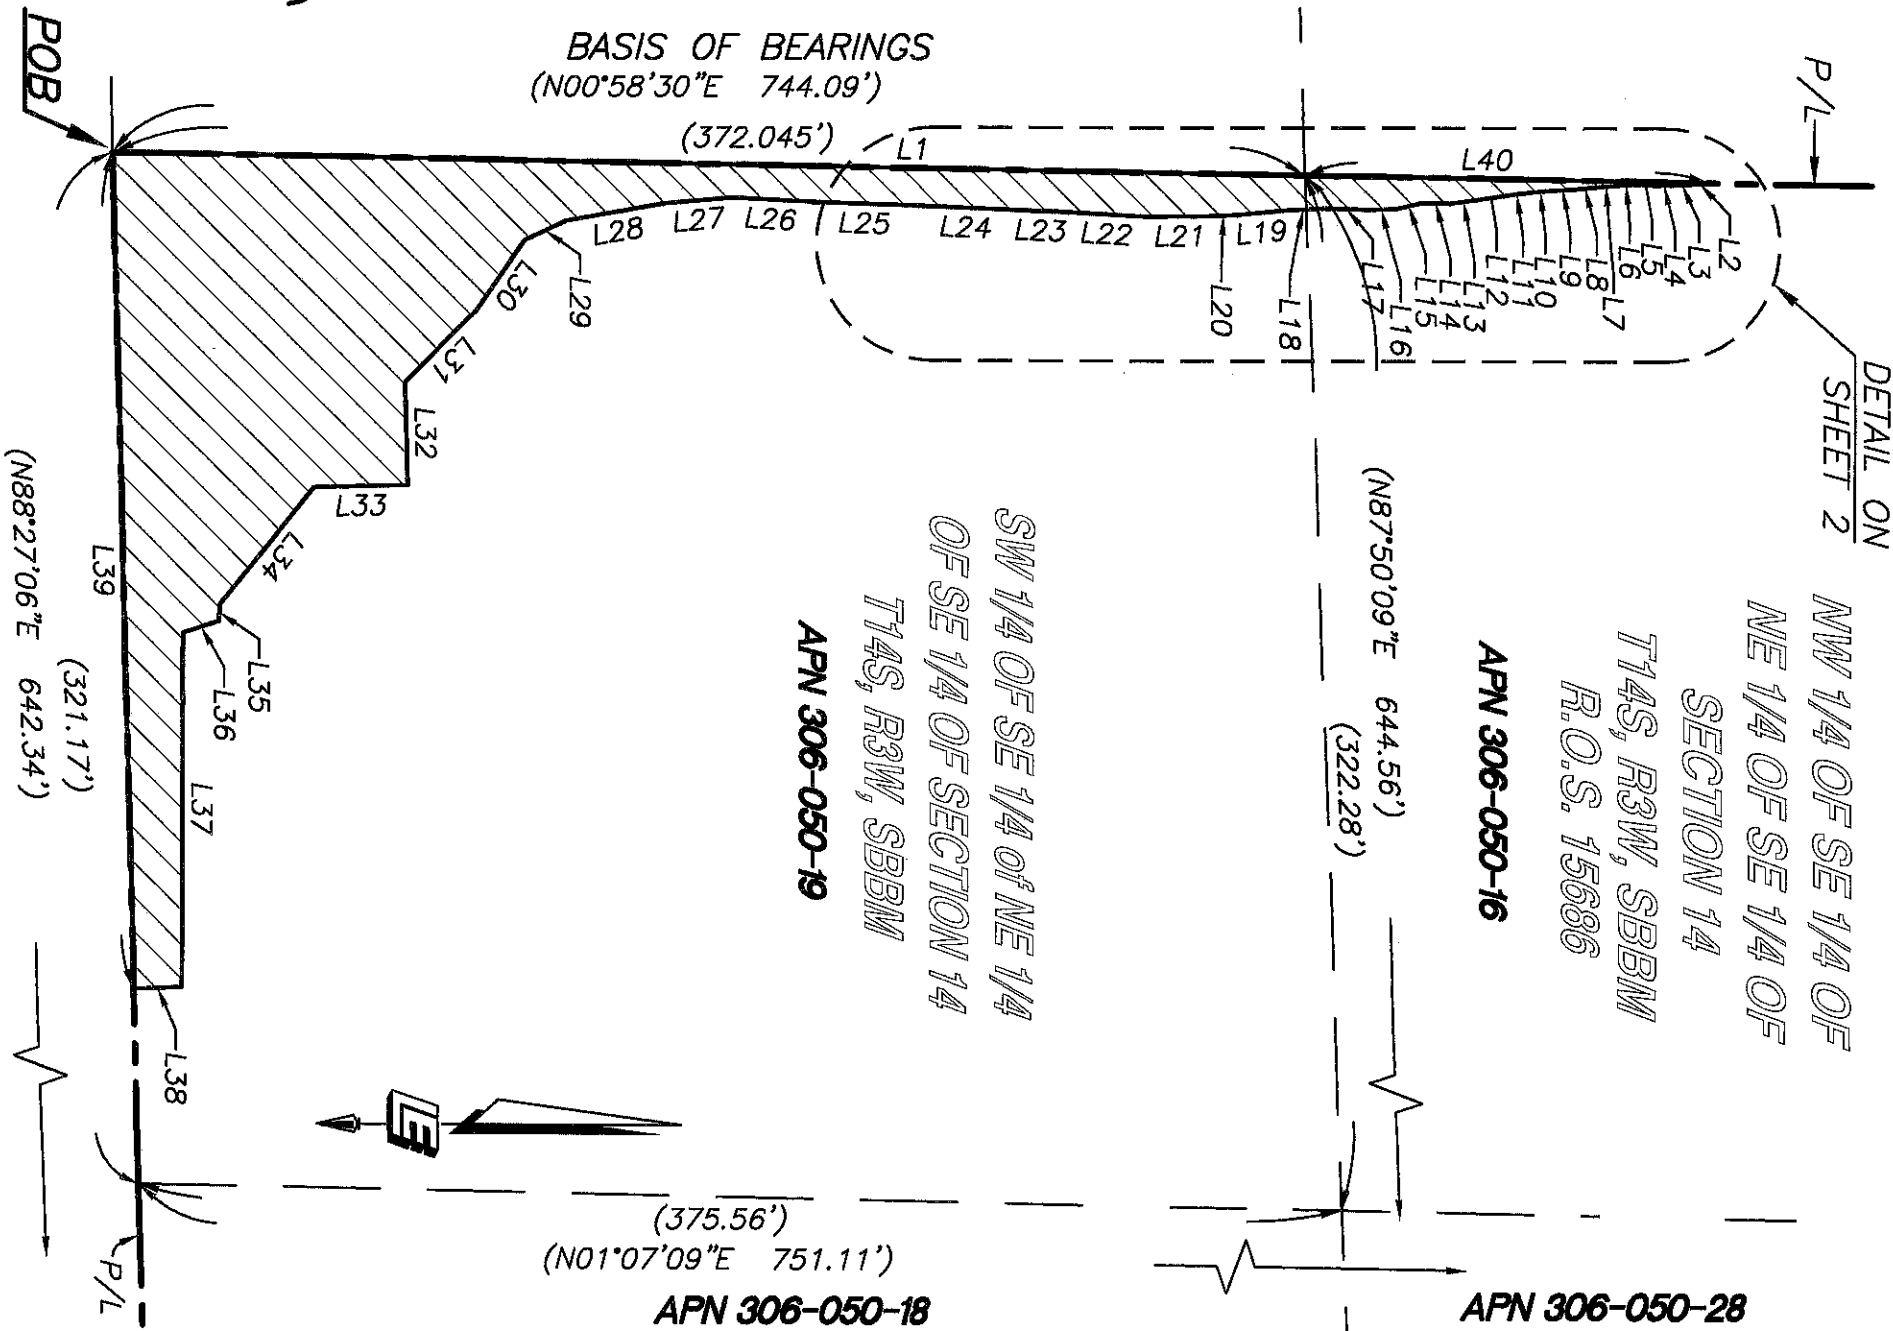 POB
BASIS OF BEARINGS
(N00°58'30"E 744.09')
(372.045')
L1
L40
P/L
DETAIL ON
SHEET 2
L2
L3
L4
L5
L6
L7
L8
L9
L10
L11
L12
L13
L14
L15
L16
L17
L18
L19
L20
L21
L22
L23
L24
L25
L26
L27
L28
L29
L30
L31
L32
L33
L34
L35
L36
L37
L38
L39
(N87°50'09"E 644.56')
(322.28')
NW 1/4 OF SE 1/4 OF
NE 1/4 OF SE 1/4 OF
SECTION 14
T14S, R3W, SBBM
R.O.S. 15686
APN 306-050-16
SW 1/4 OF SE 1/4 of NE 1/4
OF SE 1/4 OF SECTION 14
T14S, R3W, SBBM
APN 306-050-19
(321.17')
(N88°27'06"E 642.34')
LE
(375.56')
(N01°07'09"E 751.11')
P/L
APN 306-050-18
APN 306-050-28